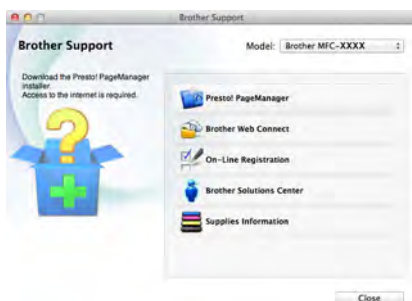 Brother Support
Brother Support
Model: Brother MFC-XXXX
Download the Presto! PageManager
installer.
Access to the internet is required.
Presto! PageManager
Brother Web Connect
On-Line Registration
Brother Solutions Center
Supplies Information
Close